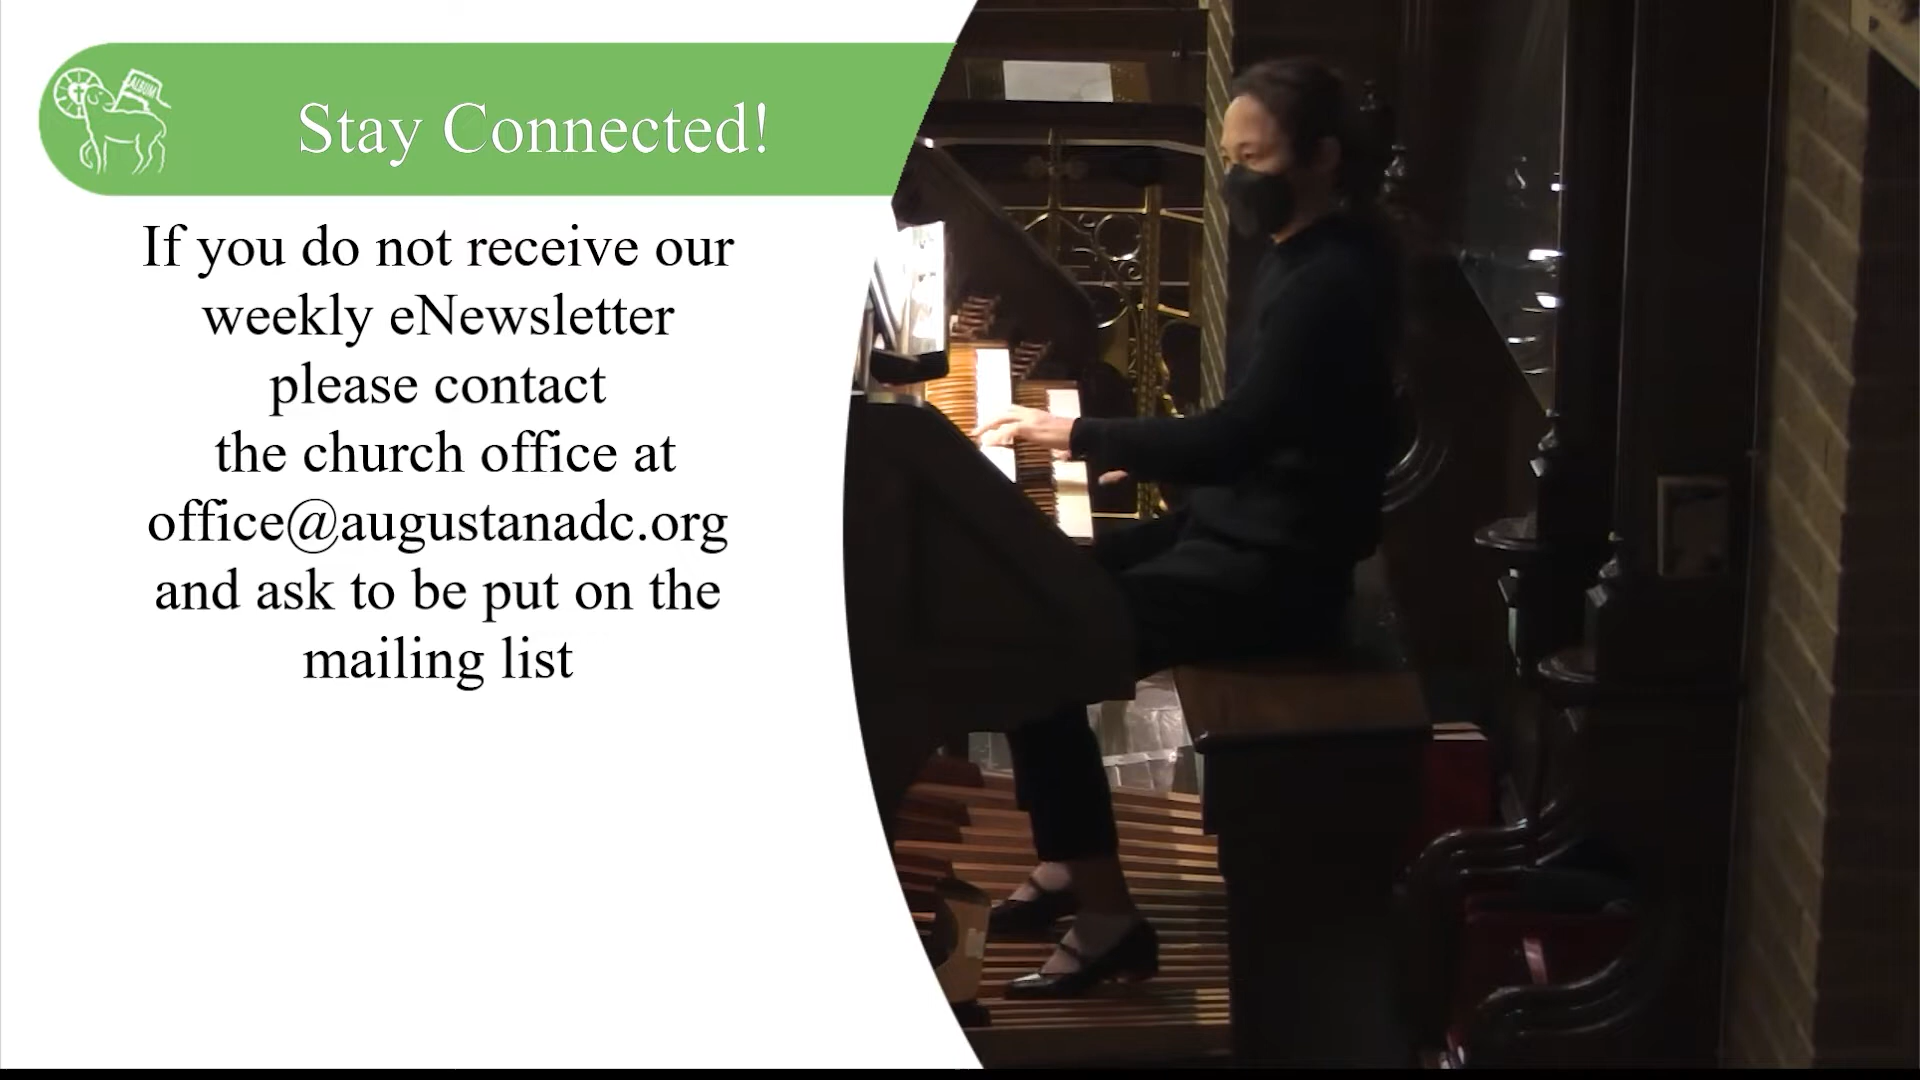 ALBUM
Stay Connected!
If you do not receive our
weekly eNewsletter
please contact
the church office at
office@augustanadc.org
and ask to be put on the
mailing list